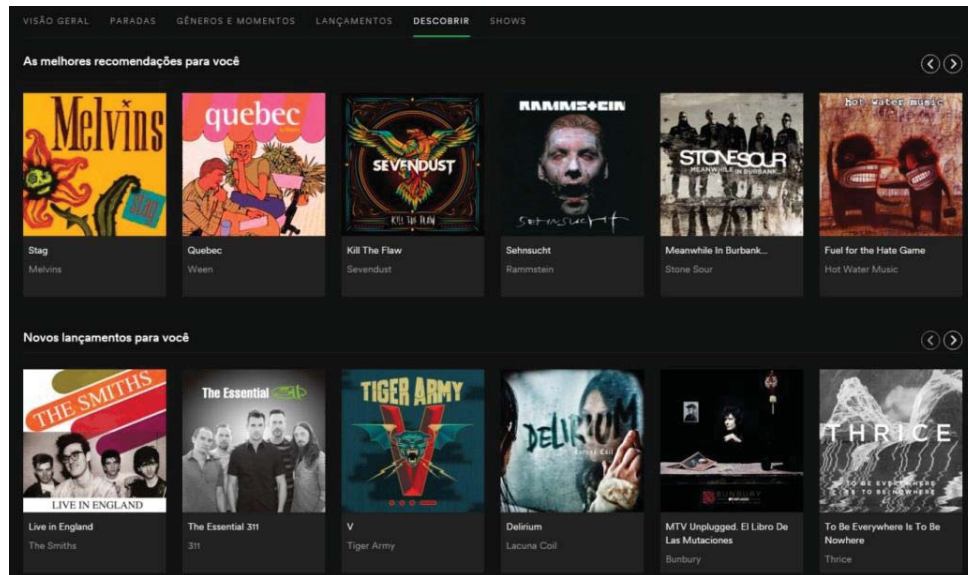 VISÃO GERAL PARADAS GÊNEROS E MOMENTOS LANÇAMENTOS DESCOBRIR SHOWS
As melhores recomendações para você
Melvins
stag
quebec
SEVENDUST
KILL THE FLAW
RAMMSTEIN
SEHNSUCHT
STONESOUR
MEANWHILE IN BURBANK...
hot water music
Stag
Melvins
Quebec
Ween
Kill The Flaw
Sevendust
Sehnsucht
Rammstein
Meanwhile In Burbank...
Stone Sour
Fuel for the Hate Game
Hot Water Music
Novos lançamentos para você
THE SMITHS
LIVE IN ENGLAND
The Essential 311
TIGER ARMY
V
DELIRIUM
Lacuna Coil
BUNBURY
THRICE
TO BE EVERYWHERE
IS TO BE NOWHERE
Live in England
The Smiths
The Essential 311
311
V
Tiger Army
Delirium
Lacuna Coil
MTV Unplugged. El Libro De
Las Mutaciones
Bunbury
To Be Everywhere Is To Be
Nowhere
Thrice